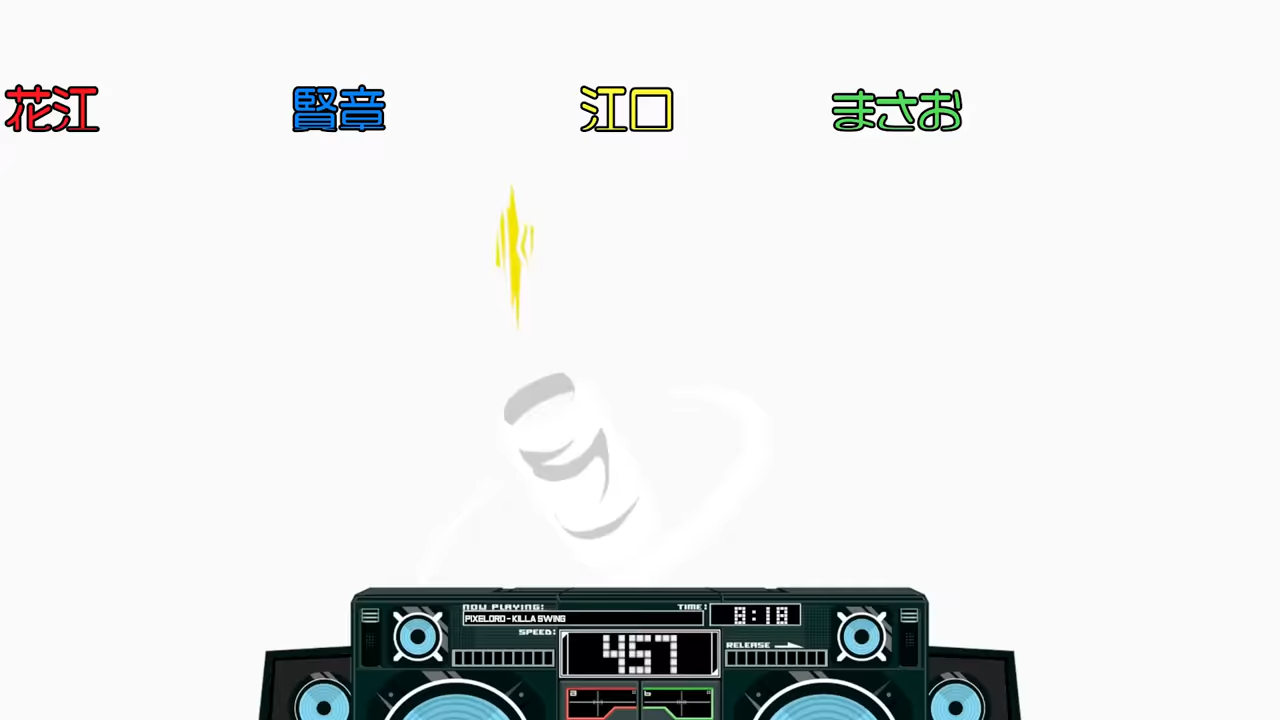 花江 賢章 江口 まさお
NOW PLAYING: TIME:
PIXELORD - KILLA SWING 8:18
SPEED: 457 RELEASE
a b